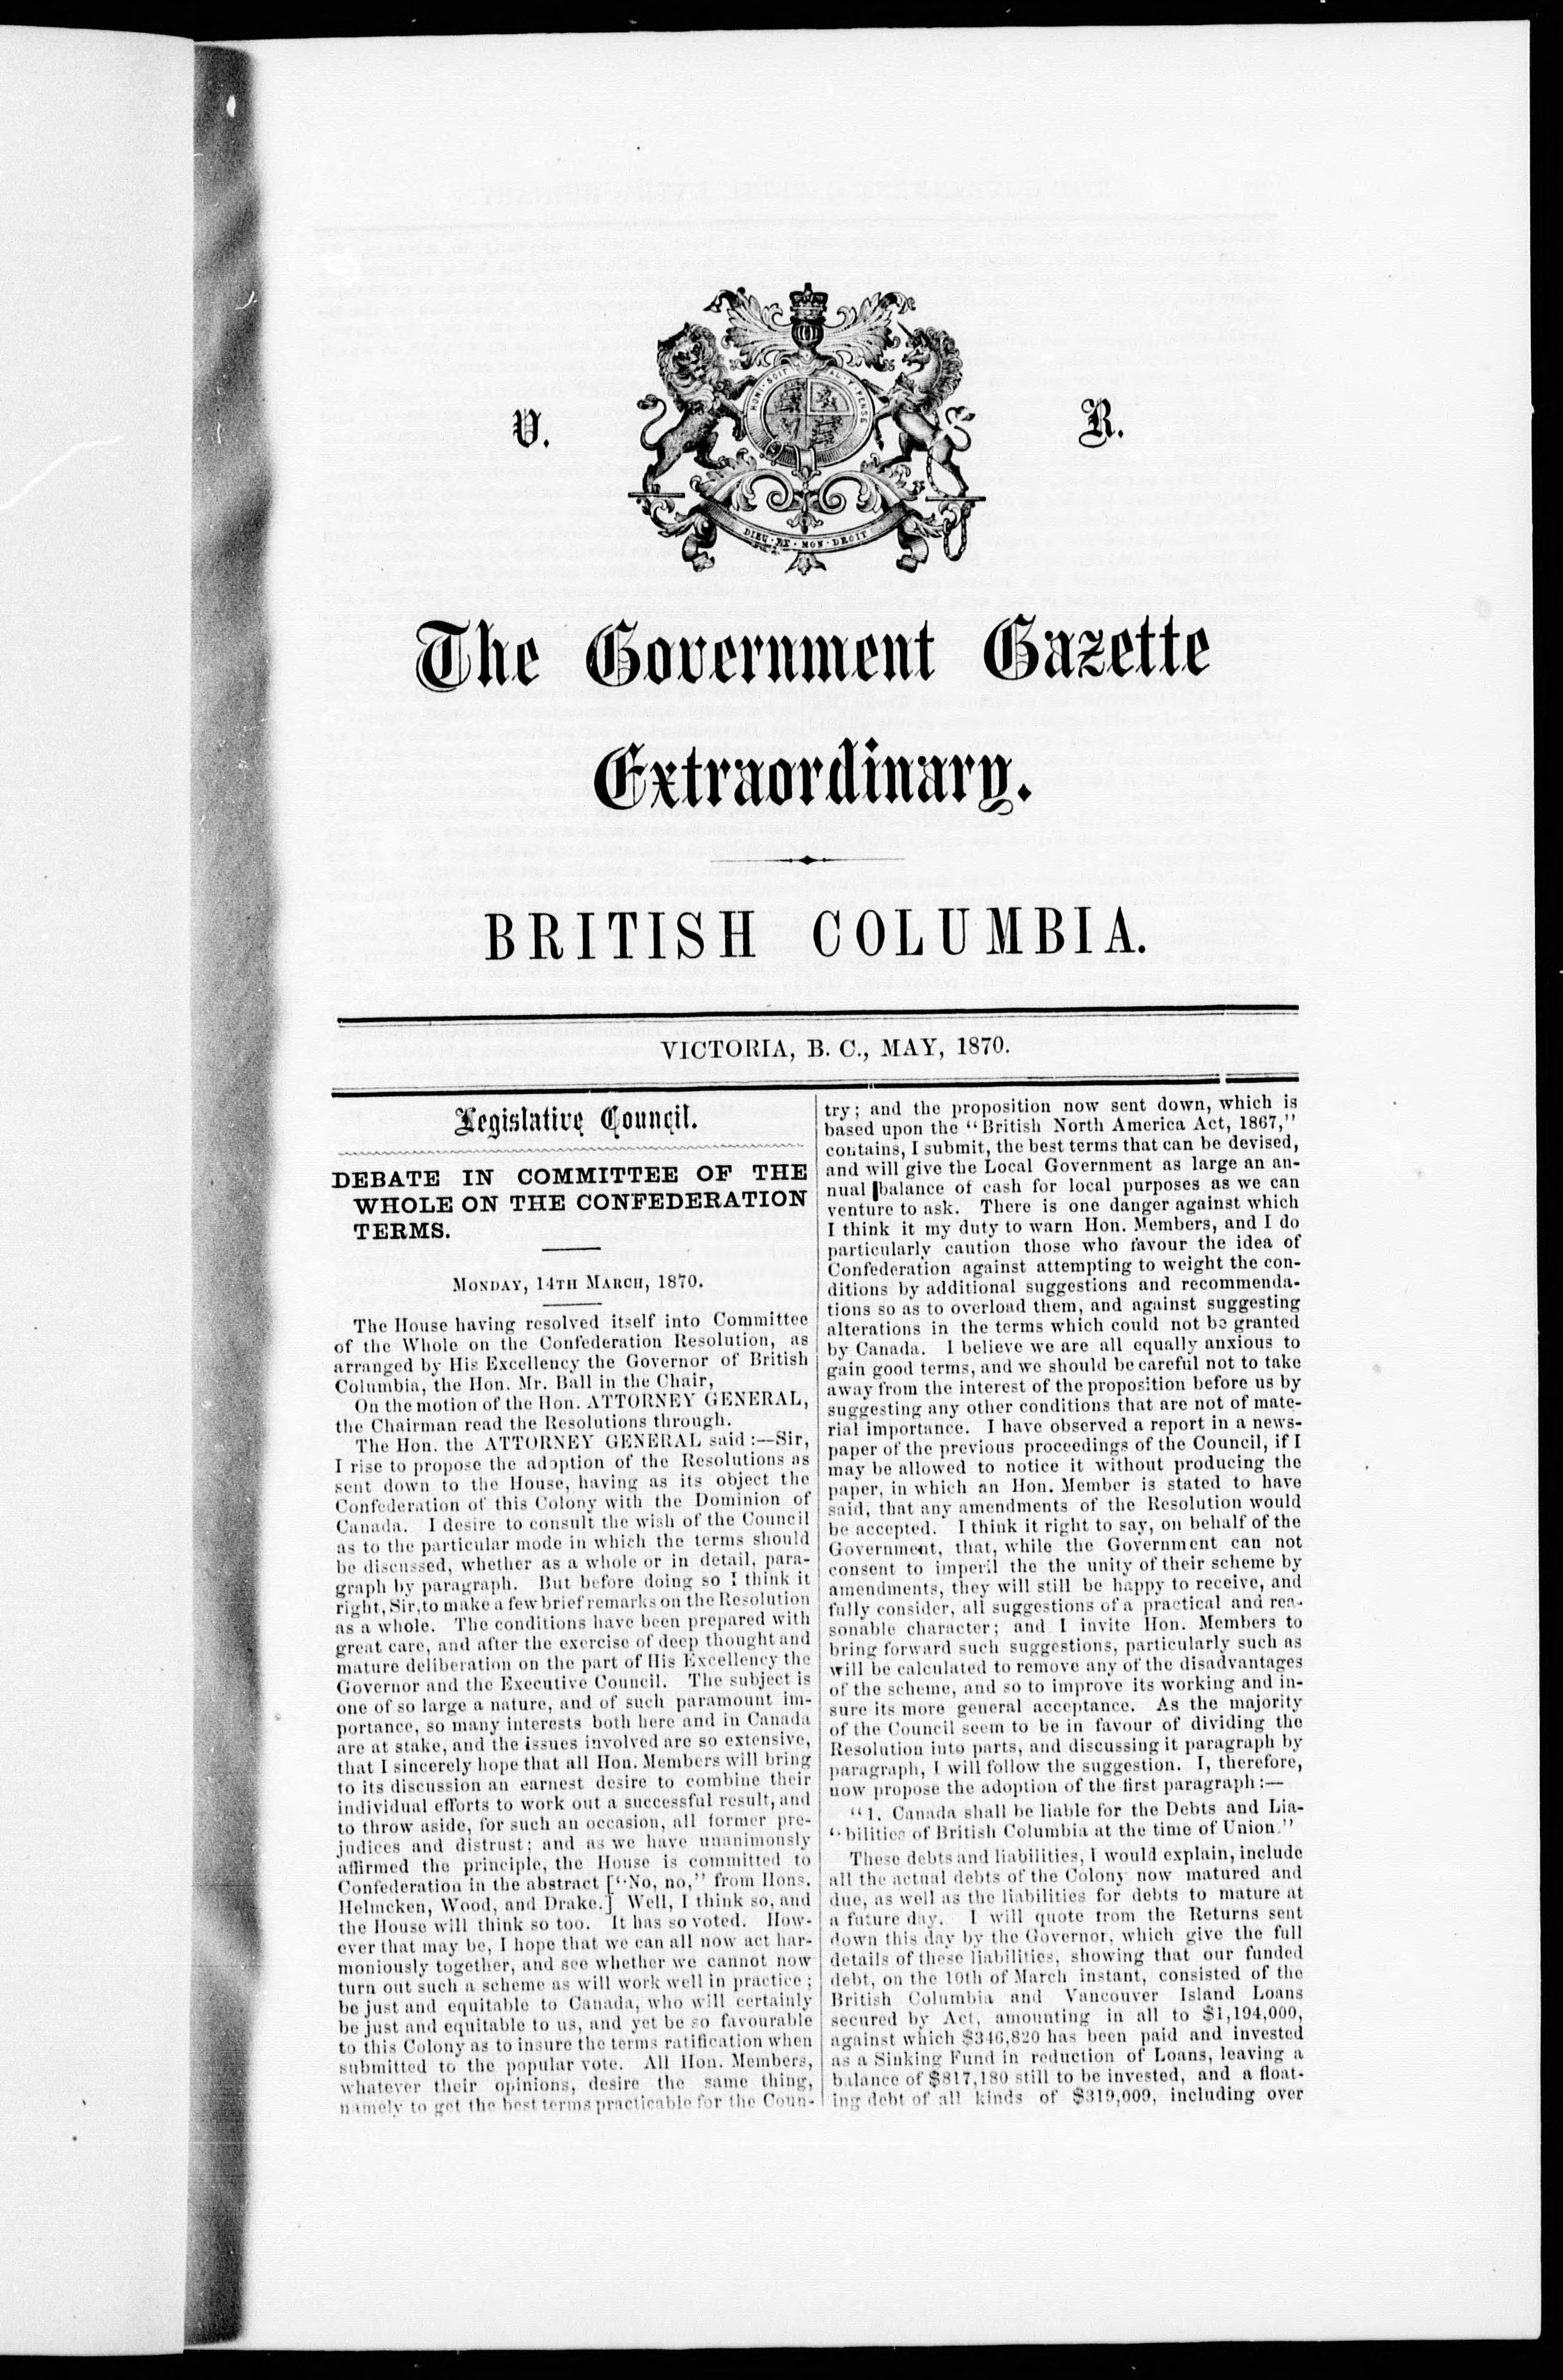 V.
R.
HONI · SOIT
MAL · Y · PENSE
DIEU · ET · MON · DROIT
The Government Gazette
Extraordinary.
BRITISH COLUMBIA.
VICTORIA, B. C., MAY, 1870.
Legislative Council.
DEBATE IN COMMITTEE OF THE
WHOLE ON THE CONFEDERATION
TERMS.
MONDAY, 14TH MARCH, 1870.
The House having resolved itself into Committee
of the Whole on the Confederation Resolution, as
arranged by His Excellency the Governor of British
Columbia, the Hon. Mr. Ball in the Chair,
On the motion of the Hon. ATTORNEY GENERAL,
the Chairman read the Resolutions through.
The Hon. the ATTORNEY GENERAL said :—Sir,
I rise to propose the adoption of the Resolutions as
sent down to the House, having as its object the
Confederation of this Colony with the Dominion of
Canada. I desire to consult the wish of the Council
as to the particular mode in which the terms should
be discussed, whether as a whole or in detail, para-
graph by paragraph. But before doing so I think it
right, Sir, to make a few brief remarks on the Resolution
as a whole. The conditions have been prepared with
great care, and after the exercise of deep thought and
mature deliberation on the part of His Excellency the
Governor and the Executive Council. The subject is
one of so large a nature, and of such paramount im-
portance, so many interests both here and in Canada
are at stake, and the issues involved are so extensive,
that I sincerely hope that all Hon. Members will bring
to its discussion an earnest desire to combine their
individual efforts to work out a successful result, and
to throw aside, for such an occasion, all former pre-
judices and distrust; and as we have unanimously
affirmed the principle, the House is committed to
Confederation in the abstract ["No, no," from Hons.
Helmcken, Wood, and Drake.] Well, I think so, and
the House will think so too. It has so voted. How-
ever that may be, I hope that we can all now act har-
moniously together, and see whether we cannot now
turn out such a scheme as will work well in practice ;
be just and equitable to Canada, who will certainly
be just and equitable to us, and yet be so favourable
to this Colony as to insure the terms ratification when
submitted to the popular vote. All Hon. Members,
whatever their opinions, desire the same thing,
namely to get the best terms practicable for the Coun-
try; and the proposition now sent down, which is
based upon the "British North America Act, 1867,"
contains, I submit, the best terms that can be devised,
and will give the Local Government as large an an-
nual balance of cash for local purposes as we can
venture to ask. There is one danger against which
I think it my duty to warn Hon. Members, and I do
particularly caution those who favour the idea of
Confederation against attempting to weight the con-
ditions by additional suggestions and recommenda-
tions so as to overload them, and against suggesting
alterations in the terms which could not be granted
by Canada. I believe we are all equally anxious to
gain good terms, and we should be careful not to take
away from the interest of the proposition before us by
suggesting any other conditions that are not of mate-
rial importance. I have observed a report in a news-
paper of the previous proceedings of the Council, if I
may be allowed to notice it without producing the
paper, in which an Hon. Member is stated to have
said, that any amendments of the Resolution would
be accepted. I think it right to say, on behalf of the
Government, that, while the Government can not
consent to imperil the the unity of their scheme by
amendments, they will still be happy to receive, and
fully consider, all suggestions of a practical and rea-
sonable character; and I invite Hon. Members to
bring forward such suggestions, particularly such as
will be calculated to remove any of the disadvantages
of the scheme, and so to improve its working and in-
sure its more general acceptance. As the majority
of the Council seem to be in favour of dividing the
Resolution into parts, and discussing it paragraph by
paragraph, I will follow the suggestion. I, therefore,
now propose the adoption of the first paragraph :—
"1. Canada shall be liable for the Debts and Lia-
"bilities of British Columbia at the time of Union."
These debts and liabilities, I would explain, include
all the actual debts of the Colony now matured and
due, as well as the liabilities for debts to mature at
a future day. I will quote from the Returns sent
down this day by the Governor, which give the full
details of these liabilities, showing that our funded
debt, on the 10th of March instant, consisted of the
British Columbia and Vancouver Island Loans
secured by Act, amounting in all to $1,194,000,
against which $346,820 has been paid and invested
as a Sinking Fund in reduction of Loans, leaving a
balance of $817,180 still to be invested, and a float-
ing debt of all kinds of $319,009, including over